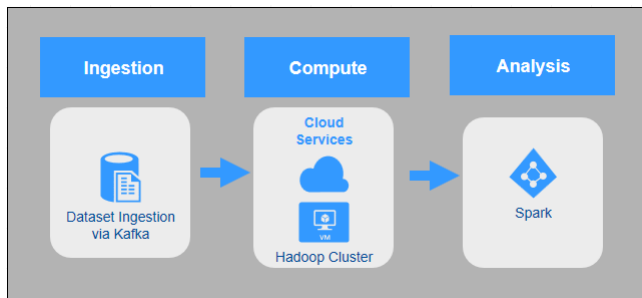 Ingestion
Compute
Analysis
Dataset Ingestion
via Kafka
Cloud
Services
VM
Hadoop Cluster
Spark